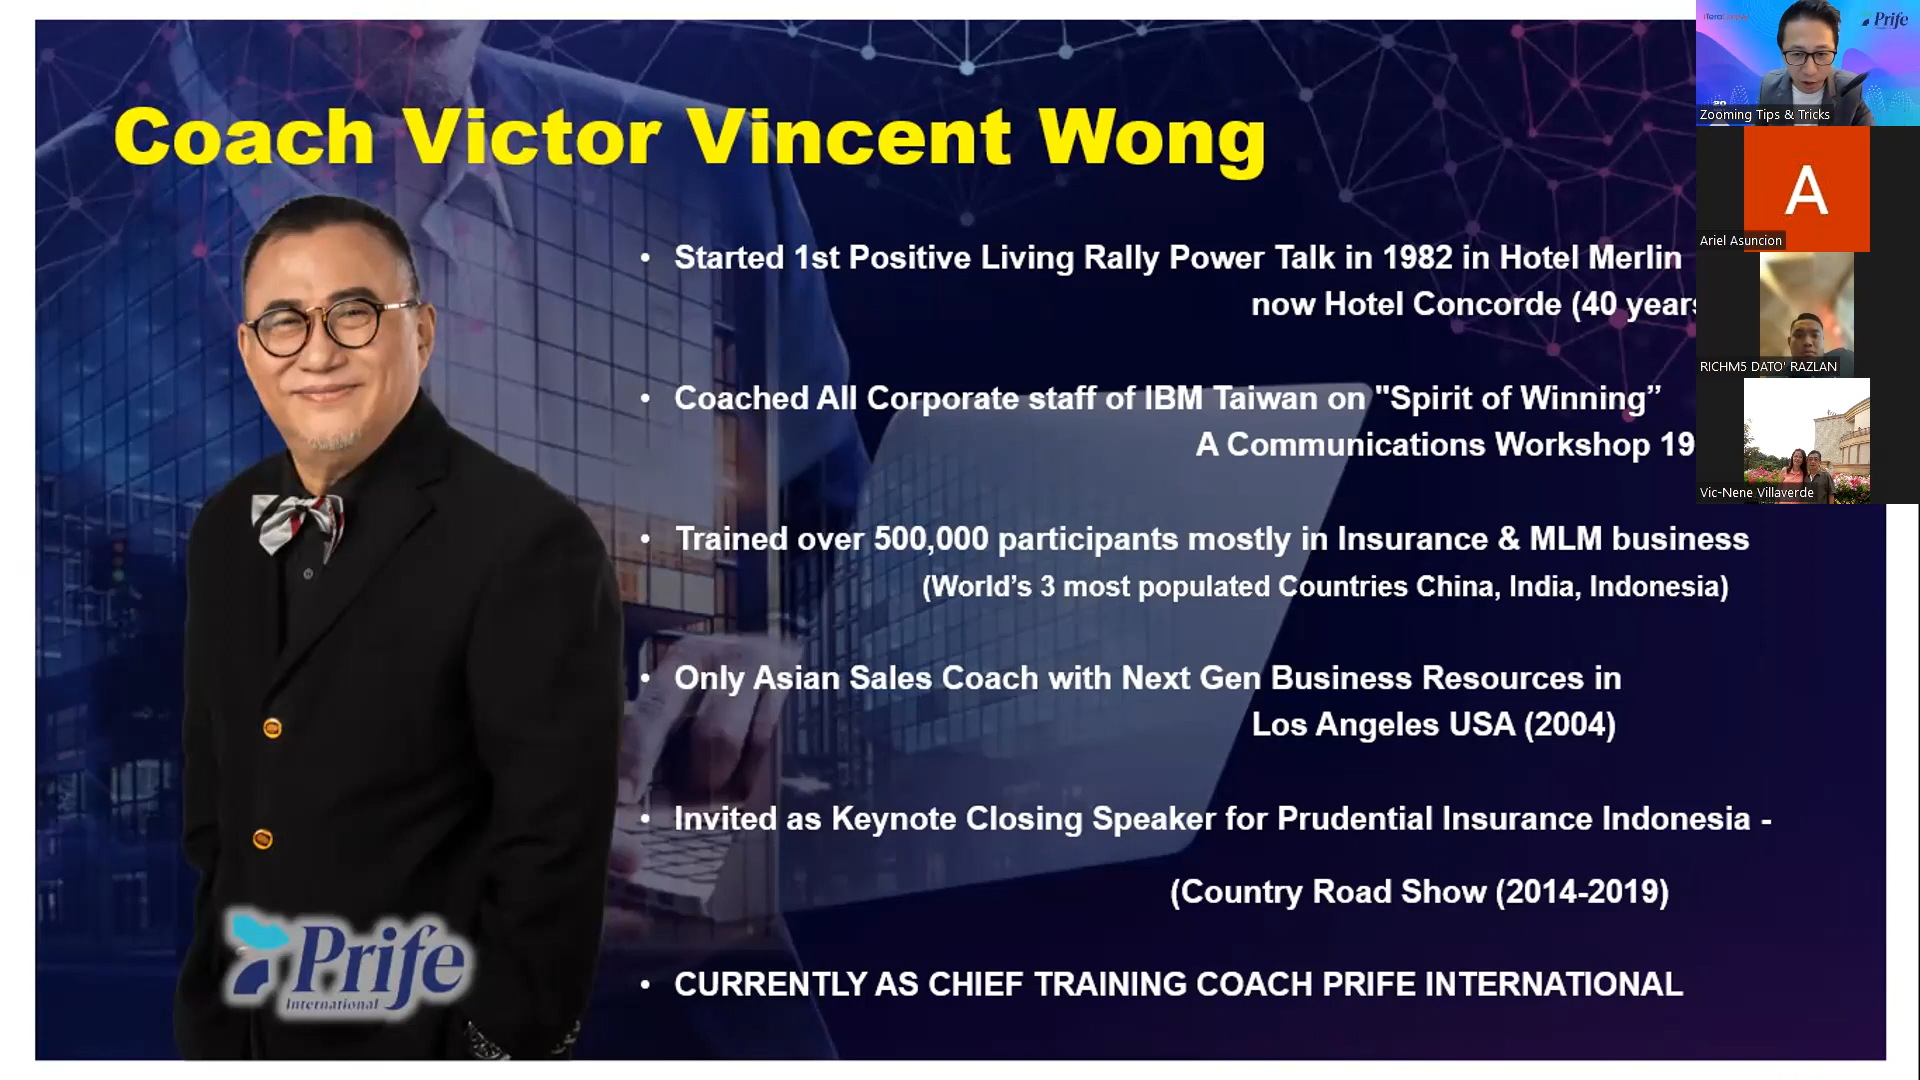 Coach Victor Vincent Wong
• Started 1st Positive Living Rally Power Talk in 1982 in Hotel Merlin
now Hotel Concorde (40 years
• Coached All Corporate staff of IBM Taiwan on "Spirit of Winning”
A Communications Workshop 19
• Trained over 500,000 participants mostly in Insurance & MLM business
(World’s 3 most populated Countries China, India, Indonesia)
• Only Asian Sales Coach with Next Gen Business Resources in
Los Angeles USA (2004)
• Invited as Keynote Closing Speaker for Prudential Insurance Indonesia -
(Country Road Show (2014-2019)
• CURRENTLY AS CHIEF TRAINING COACH PRIFE INTERNATIONAL
Prife
International
Prife
Zooming Tips & Tricks
A
Ariel Asuncion
RICHM5 DATO' RAZLAN
Vic-Nene Villaverde